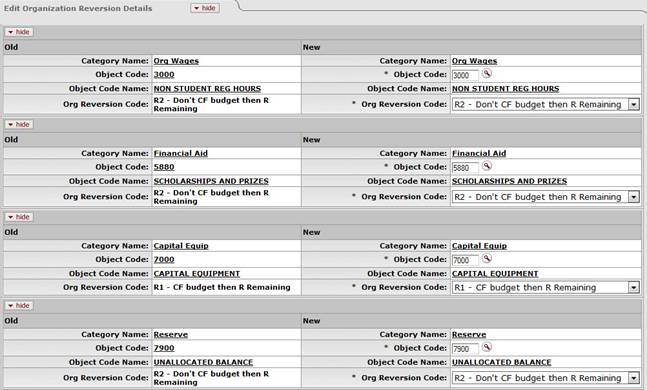 Edit Organization Reversion Details ▼ hide
▼ hide
Old New
Category Name: Org Wages Category Name: Org Wages
Object Code: 3000 * Object Code: 3000
Object Code Name: NON STUDENT REG HOURS Object Code Name: NON STUDENT REG HOURS
Org Reversion Code: R2 - Don't CF budget then R Remaining * Org Reversion Code: R2 - Don't CF budget then R Remaining
▼ hide
Old New
Category Name: Financial Aid Category Name: Financial Aid
Object Code: 5880 * Object Code: 5880
Object Code Name: SCHOLARSHIPS AND PRIZES Object Code Name: SCHOLARSHIPS AND PRIZES
Org Reversion Code: R2 - Don't CF budget then R Remaining * Org Reversion Code: R2 - Don't CF budget then R Remaining
▼ hide
Old New
Category Name: Capital Equip Category Name: Capital Equip
Object Code: 7000 * Object Code: 7000
Object Code Name: CAPITAL EQUIPMENT Object Code Name: CAPITAL EQUIPMENT
Org Reversion Code: R1 - CF budget then R Remaining * Org Reversion Code: R1 - CF budget then R Remaining
▼ hide
Old New
Category Name: Reserve Category Name: Reserve
Object Code: 7900 * Object Code: 7900
Object Code Name: UNALLOCATED BALANCE Object Code Name: UNALLOCATED BALANCE
Org Reversion Code: R2 - Don't CF budget then R Remaining * Org Reversion Code: R2 - Don't CF budget then R Remaining